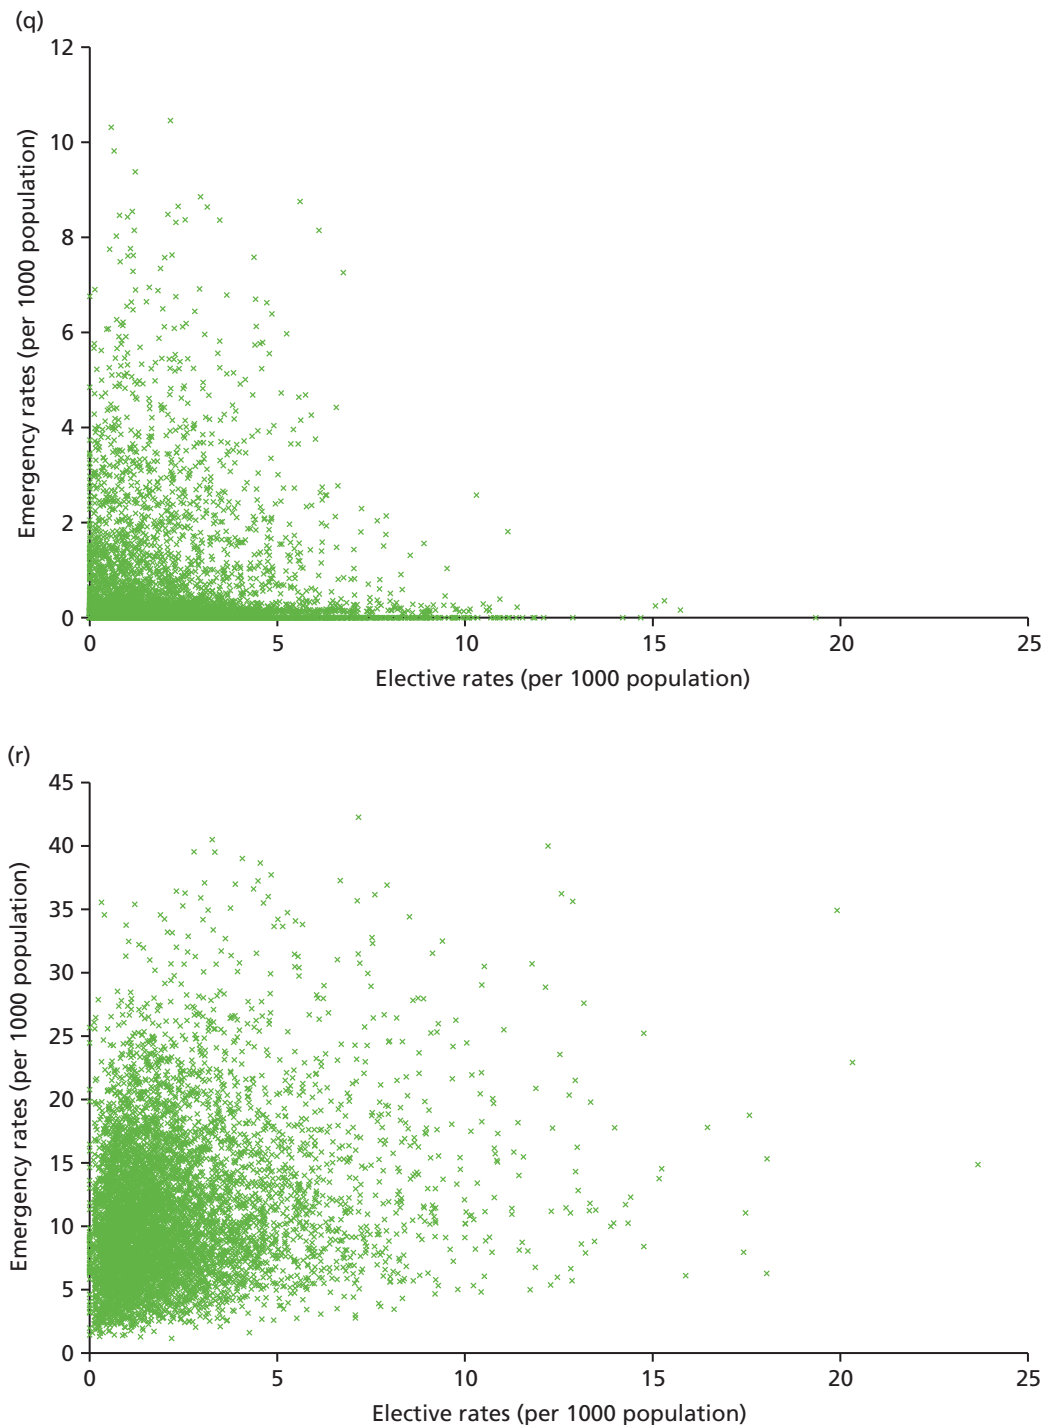 (q)
12
10
8
6
4
2
0
Emergency rates (per 1000 population)
0 5 10 15 20 25
Elective rates (per 1000 population)
(r)
45
40
35
30
25
20
15
10
5
0
Emergency rates (per 1000 population)
0 5 10 15 20 25
Elective rates (per 1000 population)